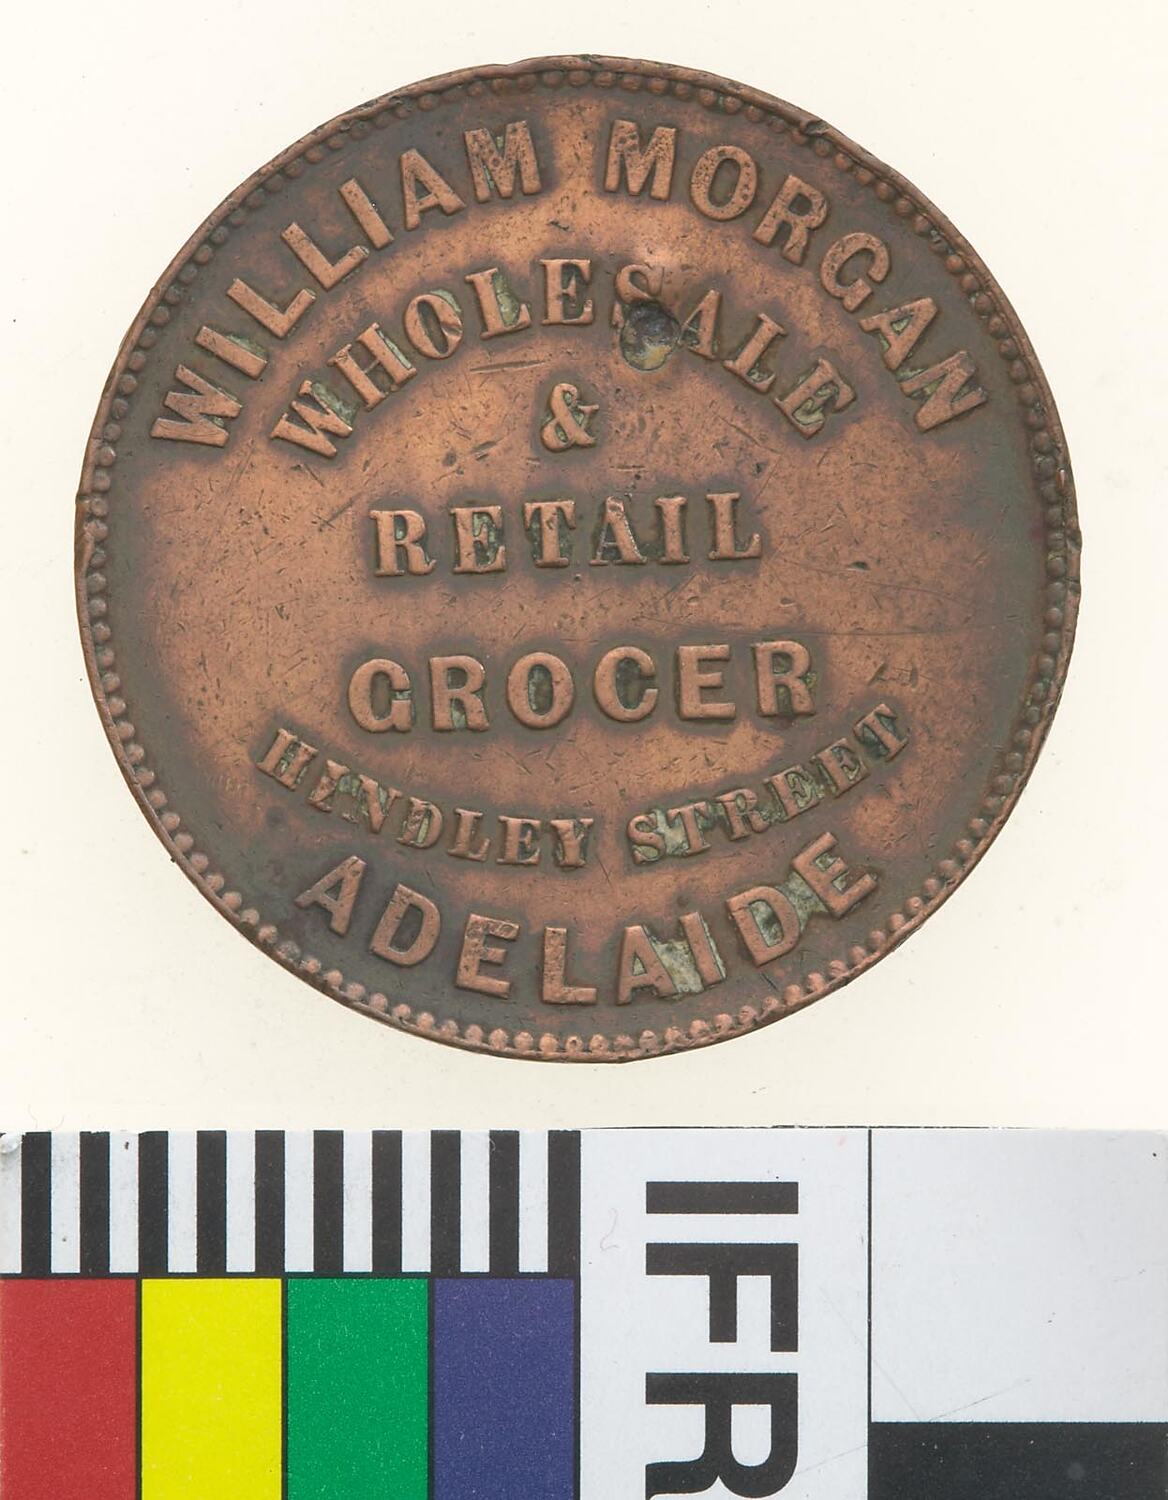 WILLIAM MORGAN
WHOLESALE
&
RETAIL
GROCER
HINDLEY STREET
ADELAIDE
IFR